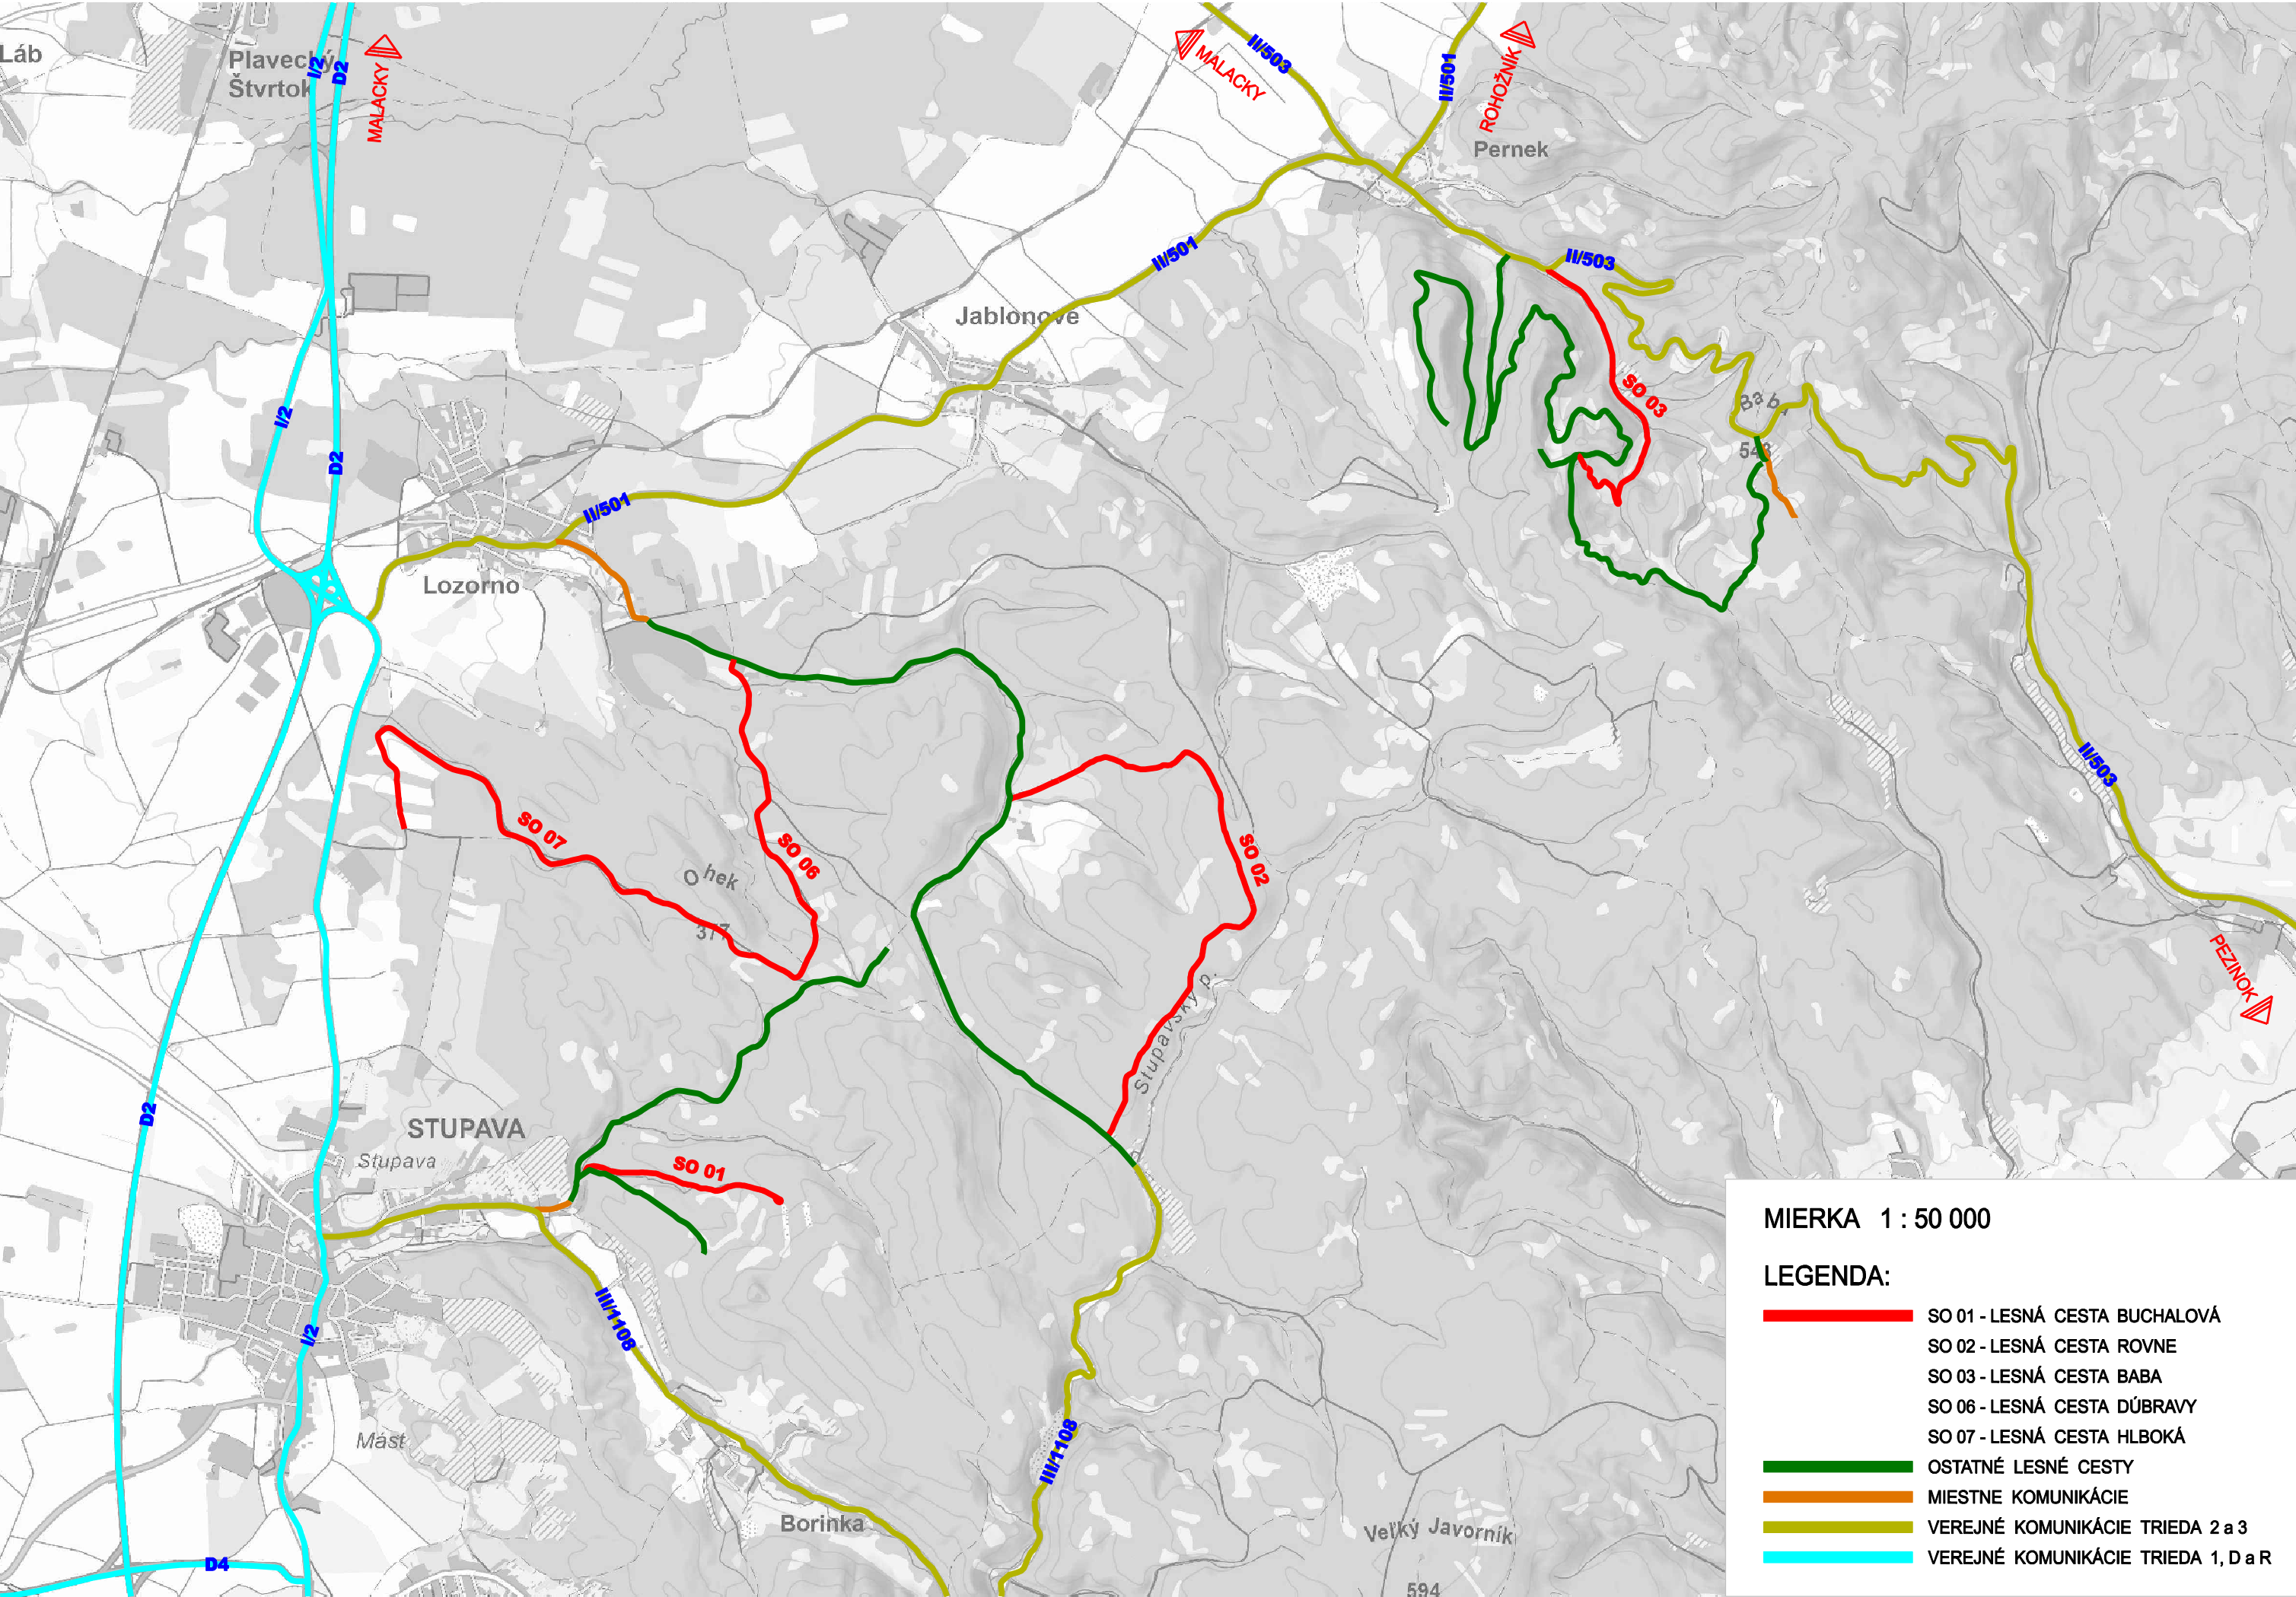 Láb
Plavecký
Štvrtok
I/2
D2
MALACKY
MALACKY
II/503
II/501
ROHOŽNÍK
Pernek
II/501
II/503
Jablonové
SO 03
Baba
543
I/2
D2
II/501
Lozorno
II/503
SO 07
SO 06
SO 02
Ohek
377
PEZINOK
Stupavský p.
D2
STUPAVA
Stupava
SO 01
III/1108
I/2
Mást
III/1108
Borinka
Veľký Javorník
594
D4
MIERKA 1 : 50 000
LEGENDA:
SO 01 - LESNÁ CESTA BUCHALOVÁ
SO 02 - LESNÁ CESTA ROVNE
SO 03 - LESNÁ CESTA BABA
SO 06 - LESNÁ CESTA DÚBRAVY
SO 07 - LESNÁ CESTA HLBOKÁ
OSTATNÉ LESNÉ CESTY
MIESTNE KOMUNIKÁCIE
VEREJNÉ KOMUNIKÁCIE TRIEDA 2 a 3
VEREJNÉ KOMUNIKÁCIE TRIEDA 1, D a R